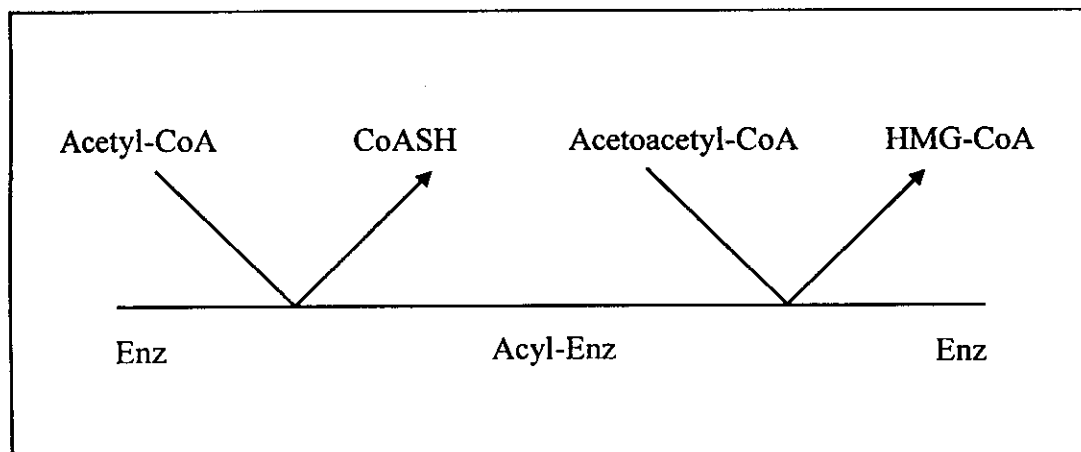 Acetyl-CoA CoASH Acetoacetyl-CoA HMG-CoA
Enz Acyl-Enz Enz